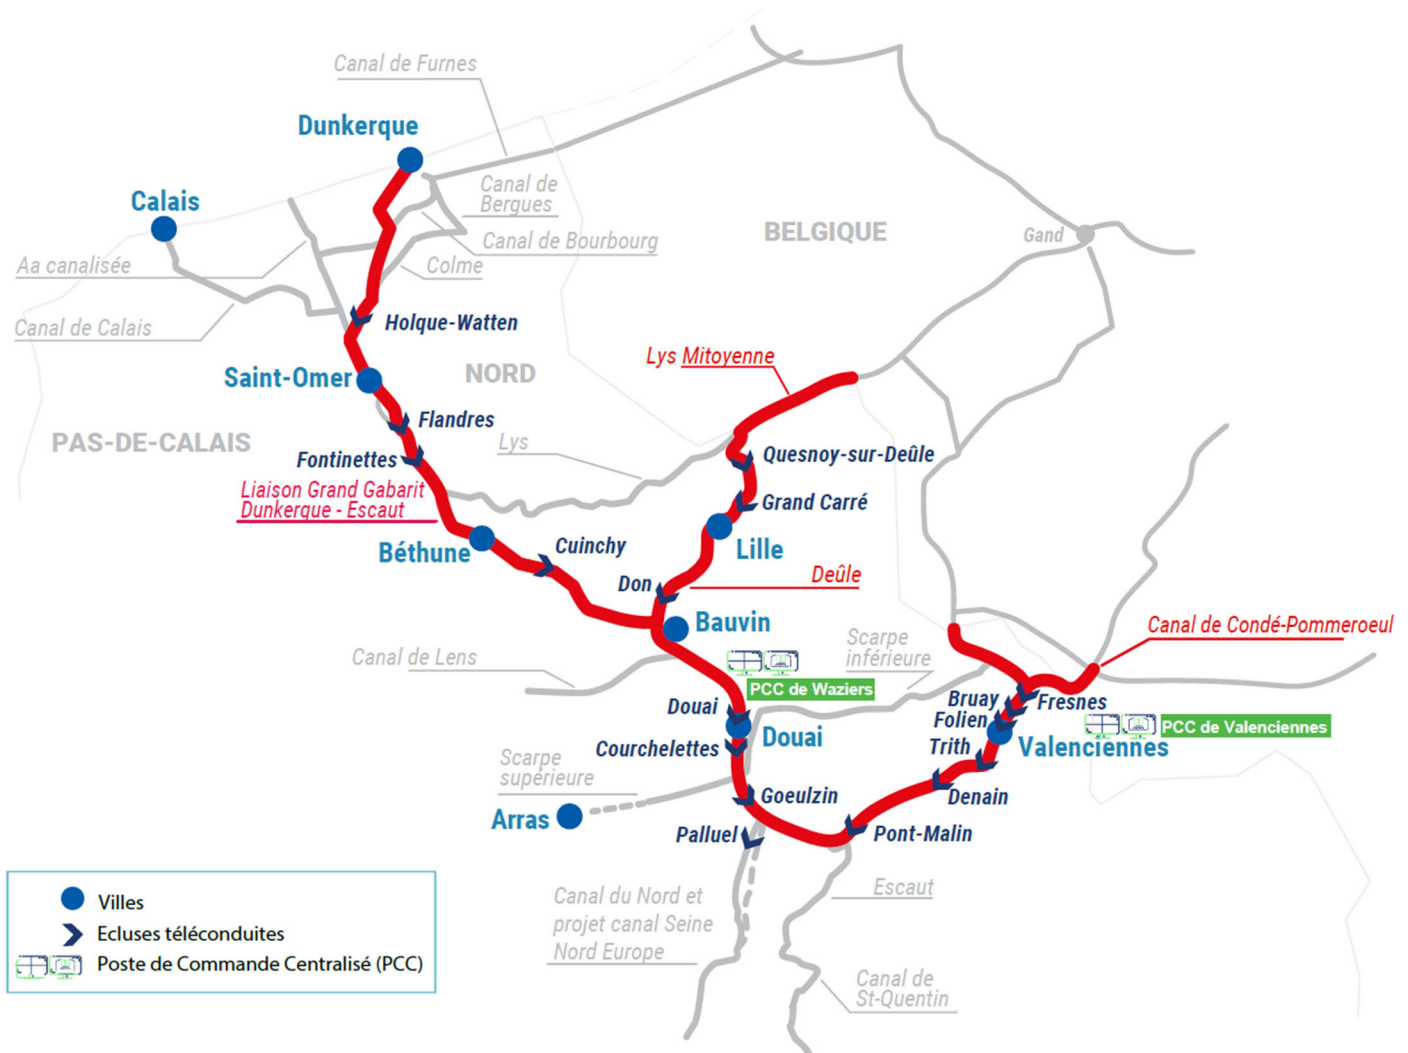 Canal de Furnes
Dunkerque
Canal de
Bergues
Calais
Canal de Bourbourg
BELGIQUE
Gand
Aa canalisée
Colme
Canal de Calais
Holque-Watten
Lys Mitoyenne
Saint-Omer
NORD
Flandres
PAS-DE-CALAIS
Lys
Fontinettes
Quesnoy-sur-Deûle
Liaison Grand Gabarit
Dunkerque - Escaut
Grand Carré
Béthune
Cuinchy
Lille
Don
Deûle
Bauvin
Canal de Condé-Pommeroeul
Scarpe
inférieure
Canal de Lens
PCC de Waziers
Douai
Bruay
Fresnes
Folien
PCC de Valenciennes
Douai
Courchelettes
Trith
Valenciennes
Scarpe
supérieure
Goeulzin
Denain
Arras
Palluel
Pont-Malin
Escaut
Canal du Nord et
projet canal Seine
Nord Europe
Canal de
St-Quentin
Villes
Ecluses téléconduites
Poste de Commande Centralisé (PCC)